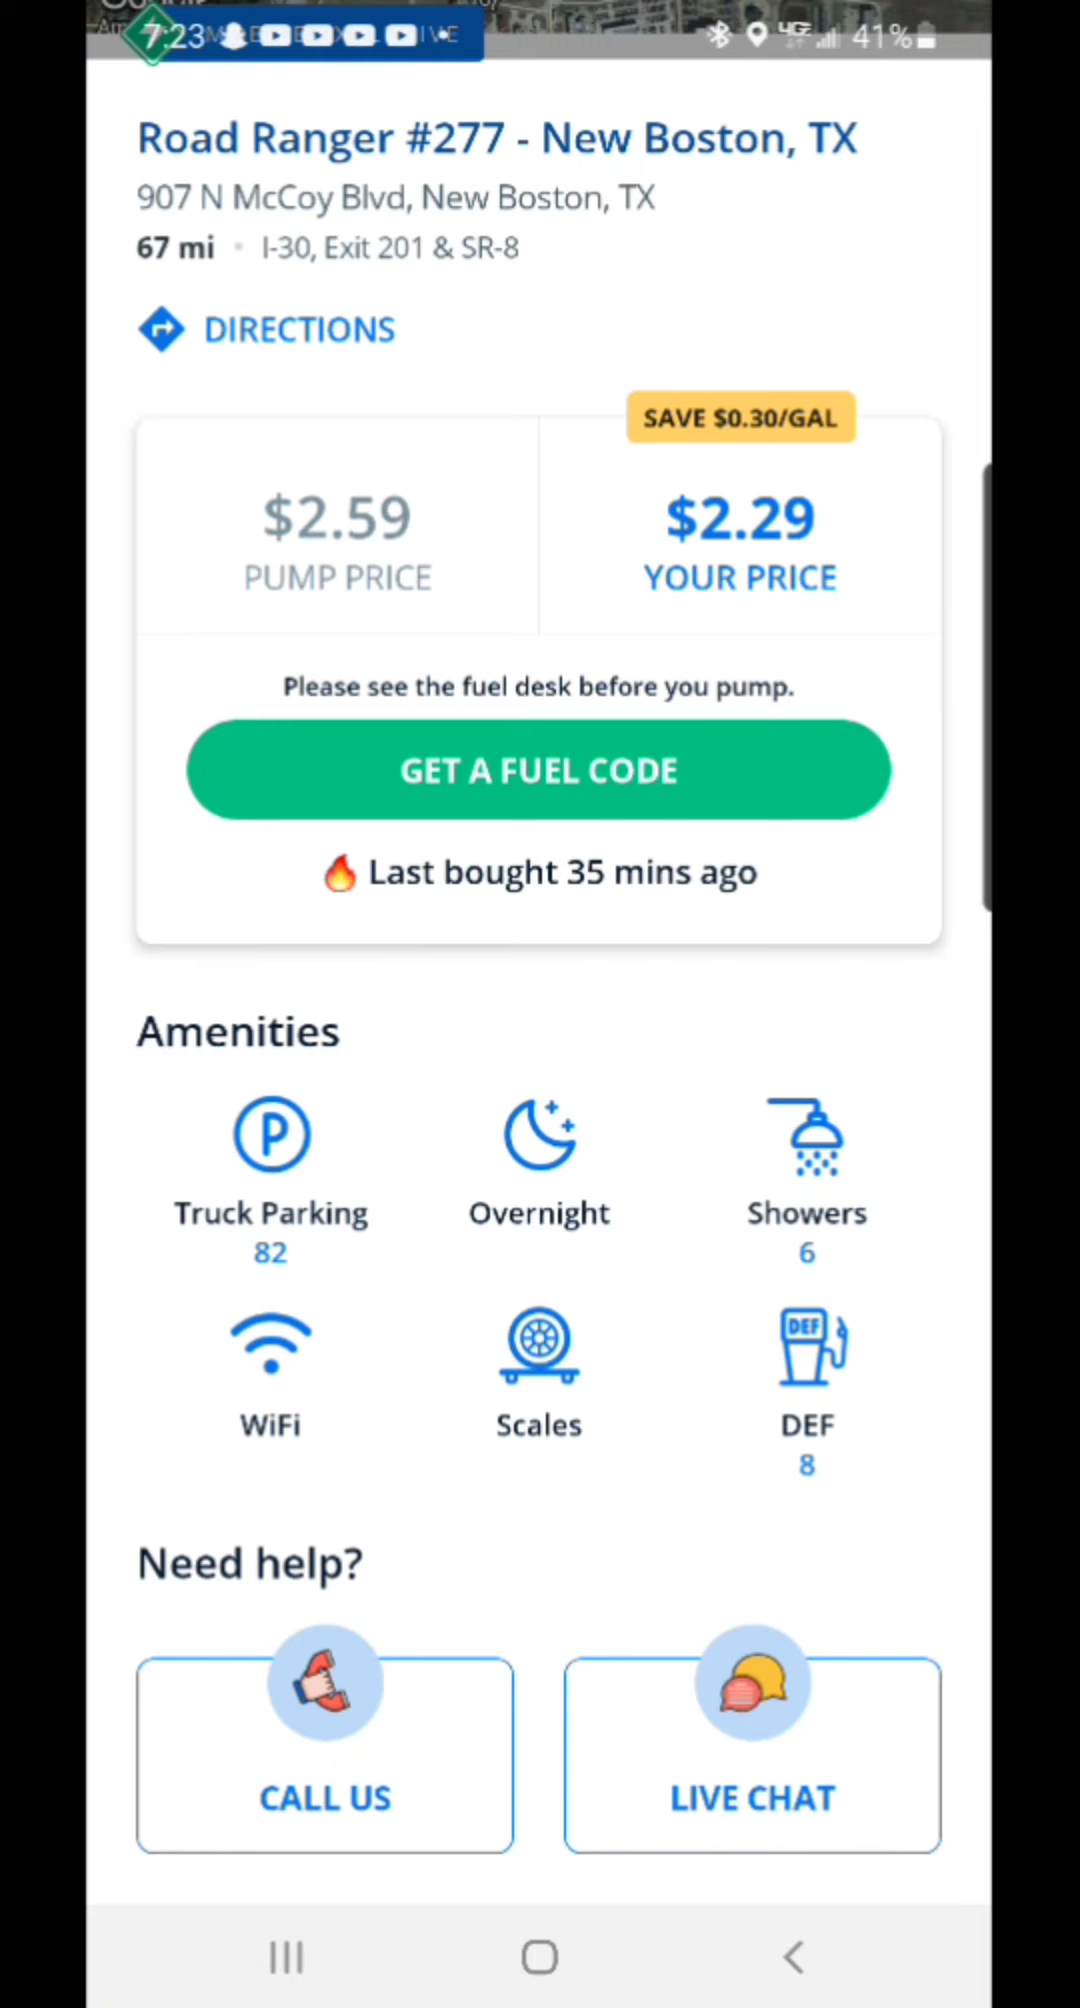 7:23
41%
Road Ranger #277 - New Boston, TX
907 N McCoy Blvd, New Boston, TX
67 mi • I-30, Exit 201 & SR-8
DIRECTIONS
SAVE $0.30/GAL
$2.59
$2.29
PUMP PRICE
YOUR PRICE
Please see the fuel desk before you pump.
GET A FUEL CODE
🔥 Last bought 35 mins ago
Amenities
P
Truck Parking
82
Overnight
Showers
6
WiFi
Scales
DEF
DEF
8
Need help?
CALL US
LIVE CHAT